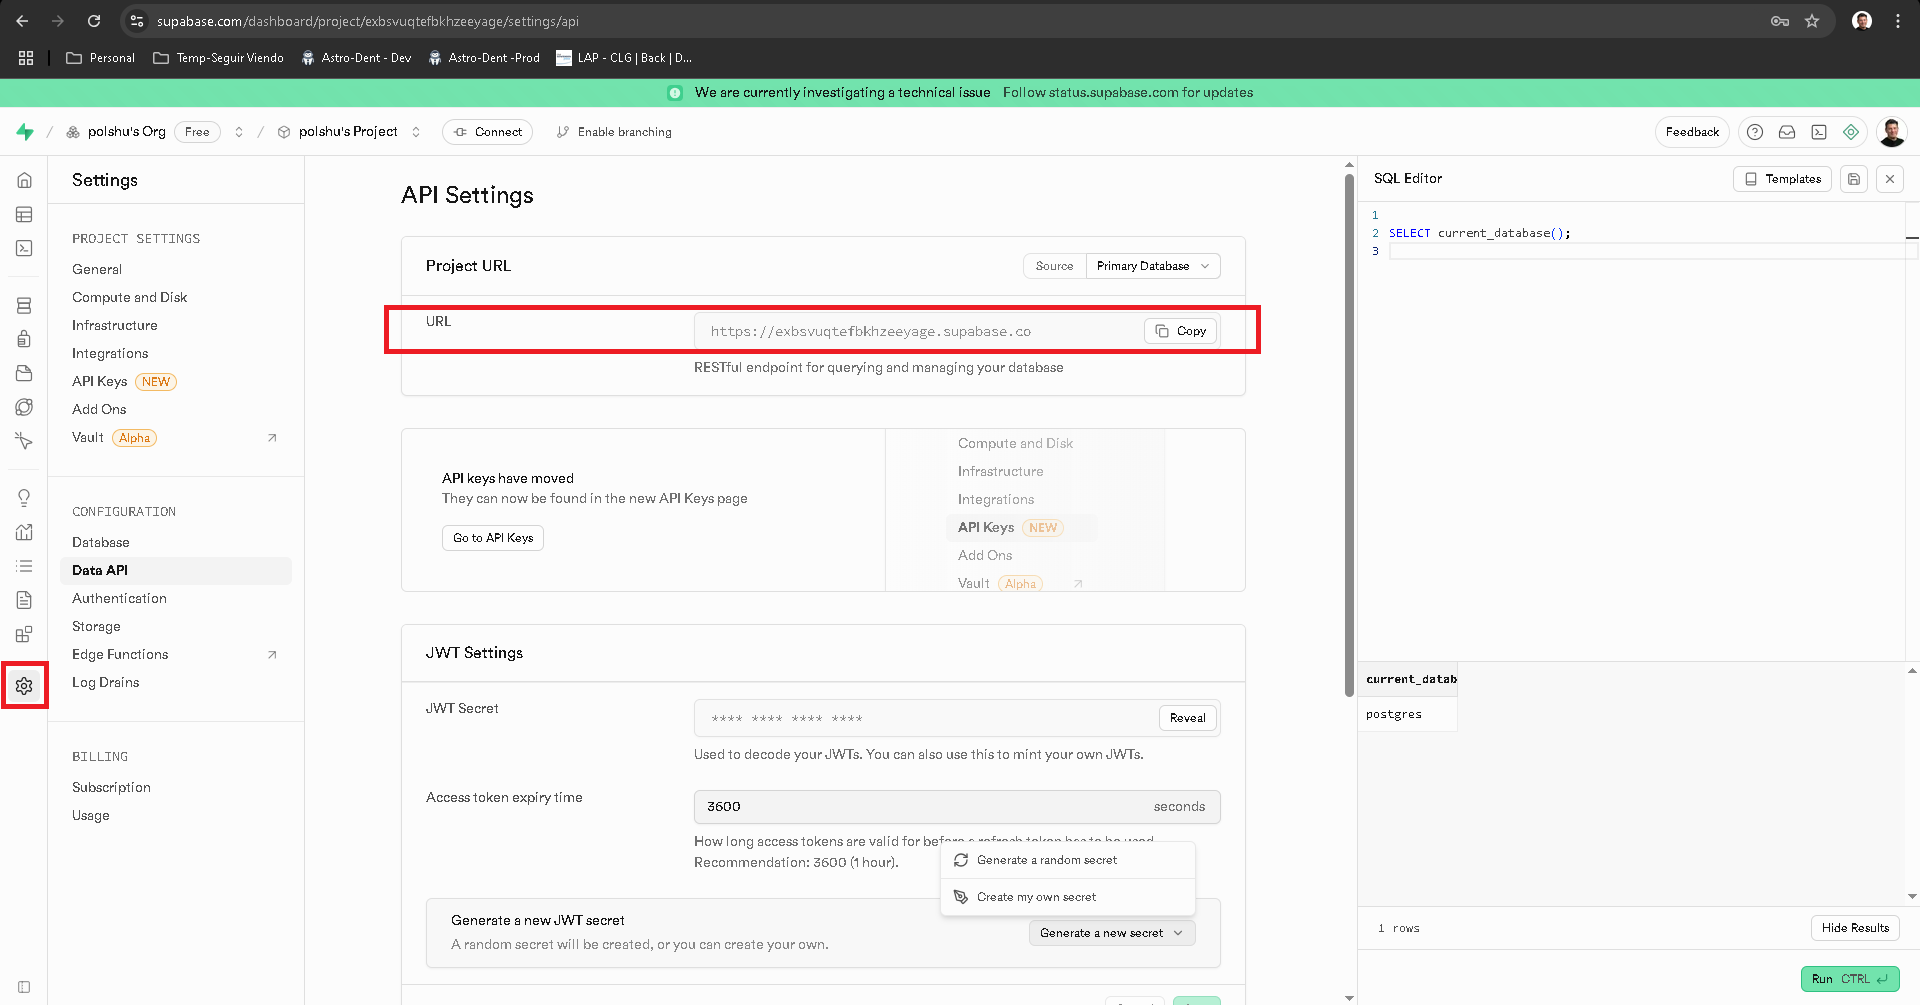 supabase.com/dashboard/project/exbsvuqtefbkhzeeyage/settings/api
Personal
Temp-Seguir Viendo
Astro-Dent - Dev
Astro-Dent -Prod
LAP - CLG | Back | D...
We are currently investigating a technical issue Follow status.supabase.com for updates
/ polshu's Org Free / polshu's Project Connect Enable branching
Feedback
Settings
PROJECT SETTINGS
General
Compute and Disk
Infrastructure
Integrations
API Keys NEW
Add Ons
Vault Alpha
CONFIGURATION
Database
Data API
Authentication
Storage
Edge Functions
Log Drains
BILLING
Subscription
Usage
API Settings
Project URL
Source Primary Database
URL
https://exbsvuqtefbkhzeeyage.supabase.co
Copy
RESTful endpoint for querying and managing your database
API keys have moved
They can now be found in the new API Keys page
Go to API Keys
Compute and Disk
Infrastructure
Integrations
API Keys NEW
Add Ons
Vault Alpha
JWT Settings
JWT Secret
**** **** **** ****
Reveal
Used to decode your JWTs. You can also use this to mint your own JWTs.
Access token expiry time
3600 seconds
How long access tokens are valid for before a refresh token has to be used.
Recommendation: 3600 (1 hour).
Generate a random secret
Create my own secret
Generate a new JWT secret
A random secret will be created, or you can create your own.
Generate a new secret
SQL Editor
Templates
1
2 SELECT current_database();
3
current_datab
postgres
1 rows
Hide Results
Run CTRL